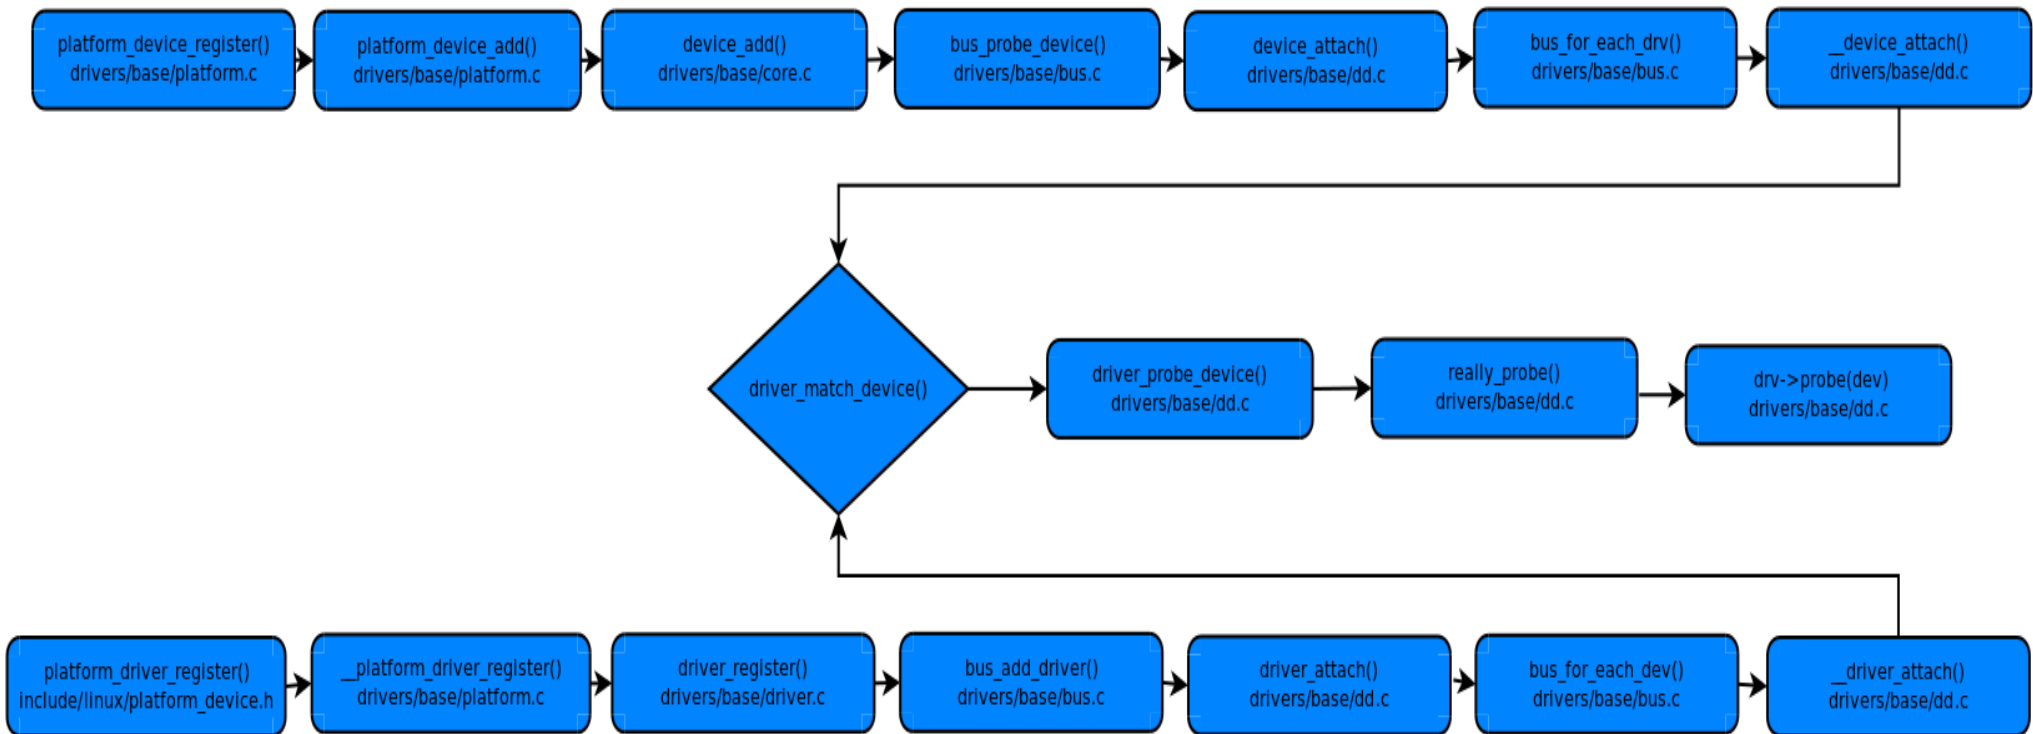 platform_device_register()
drivers/base/platform.c
platform_device_add()
drivers/base/platform.c
device_add()
drivers/base/core.c
bus_probe_device()
drivers/base/bus.c
device_attach()
drivers/base/dd.c
bus_for_each_drv()
drivers/base/bus.c
__device_attach()
drivers/base/dd.c
driver_match_device()
driver_probe_device()
drivers/base/dd.c
really_probe()
drivers/base/dd.c
drv->probe(dev)
drivers/base/dd.c
platform_driver_register()
include/linux/platform_device.h
__platform_driver_register()
drivers/base/platform.c
driver_register()
drivers/base/driver.c
bus_add_driver()
drivers/base/bus.c
driver_attach()
drivers/base/dd.c
bus_for_each_dev()
drivers/base/bus.c
__driver_attach()
drivers/base/dd.c